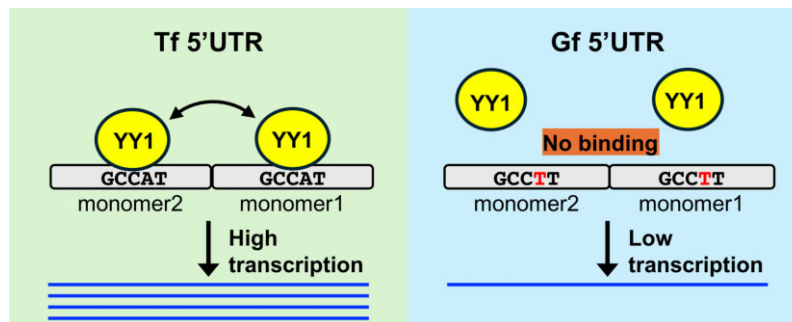 Tf 5'UTR
YY1 YY1
GCCAT GCCAT
monomer2 monomer1
High
transcription
Gf 5'UTR
YY1 YY1
No binding
GCCTT GCCTT
monomer2 monomer1
Low
transcription